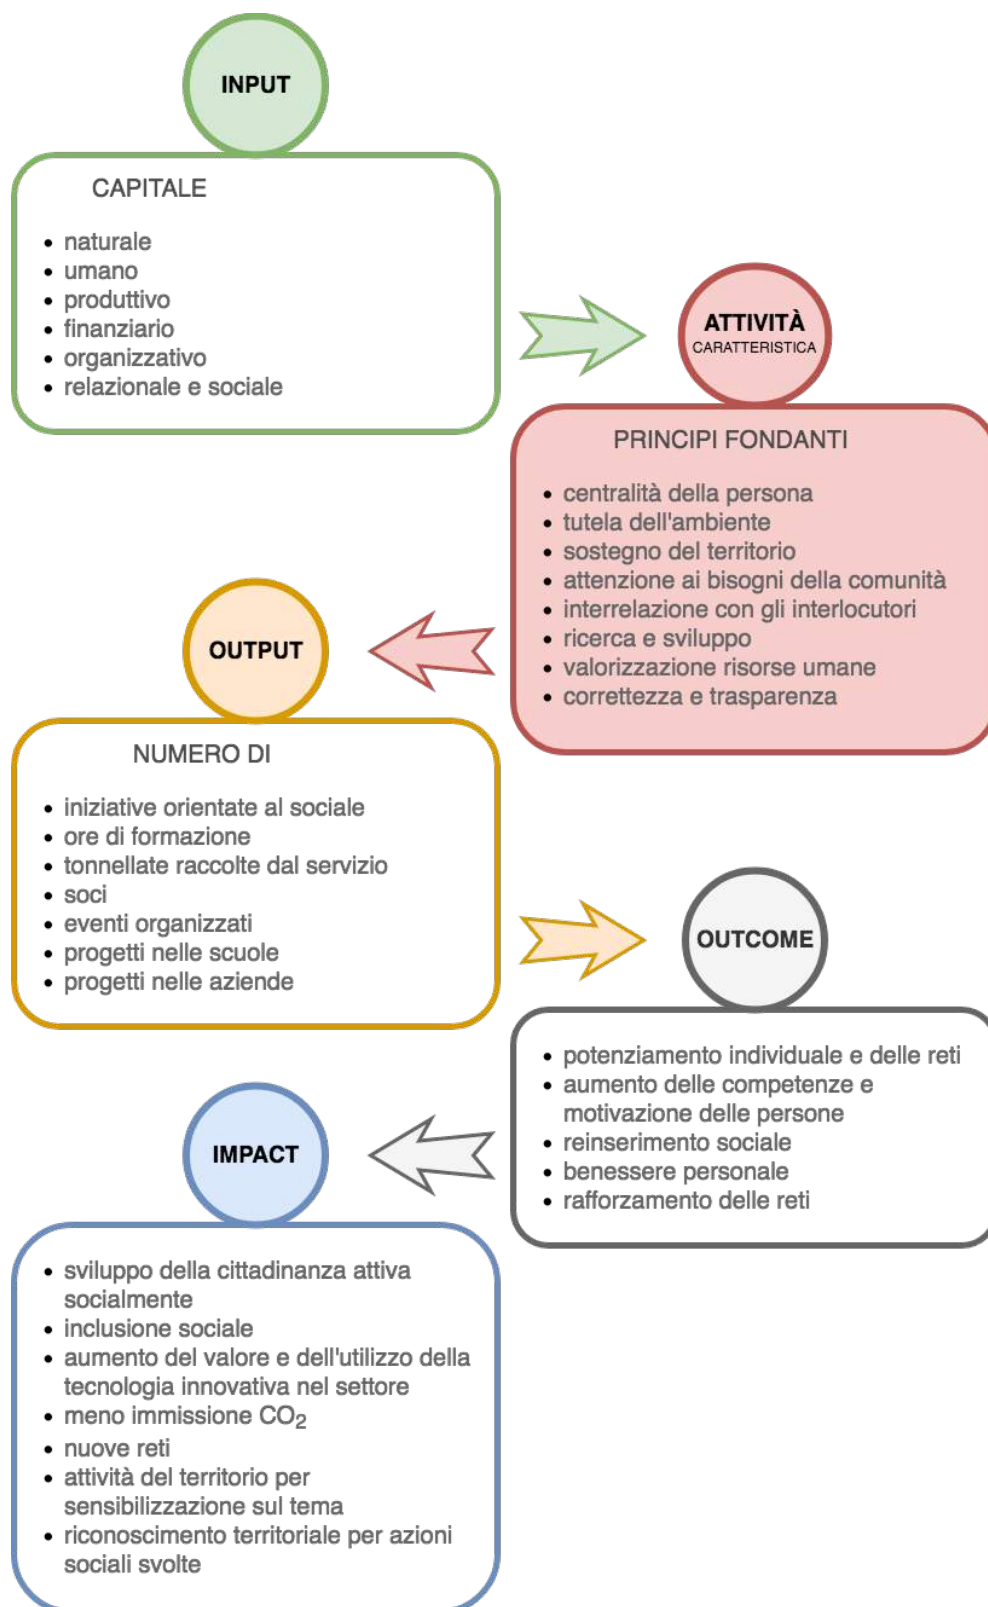 INPUT
CAPITALE
• naturale
• umano
• produttivo
• finanziario
• organizzativo
• relazionale e sociale
ATTIVITÀ
CARATTERISTICA
PRINCIPI FONDANTI
• centralità della persona
• tutela dell'ambiente
• sostegno del territorio
• attenzione ai bisogni della comunità
• interrelazione con gli interlocutori
• ricerca e sviluppo
• valorizzazione risorse umane
• correttezza e trasparenza
OUTPUT
NUMERO DI
• iniziative orientate al sociale
• ore di formazione
• tonnellate raccolte dal servizio
• soci
• eventi organizzati
• progetti nelle scuole
• progetti nelle aziende
OUTCOME
• potenziamento individuale e delle reti
• aumento delle competenze e
motivazione delle persone
• reinserimento sociale
• benessere personale
• rafforzamento delle reti
IMPACT
• sviluppo della cittadinanza attiva
socialmente
• inclusione sociale
• aumento del valore e dell'utilizzo della
tecnologia innovativa nel settore
• meno immissione CO₂
• nuove reti
• attività del territorio per
sensibilizzazione sul tema
• riconoscimento territoriale per azioni
sociali svolte